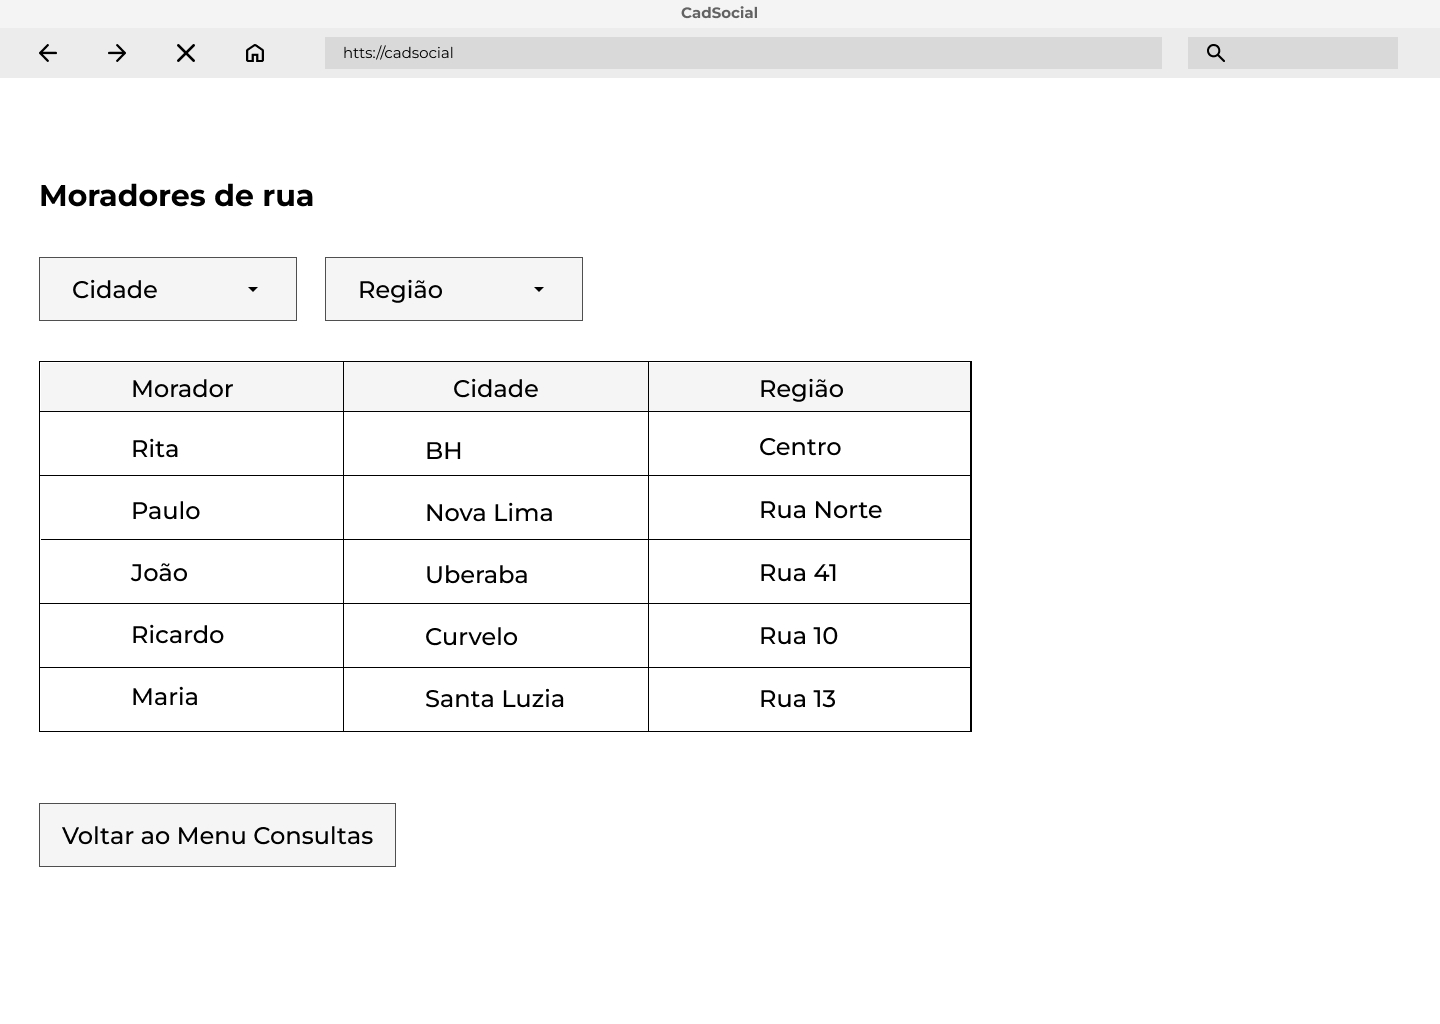 CadSocial
htts://cadsocial
Moradores de rua
Cidade Região
Morador Cidade Região
Rita BH Centro
Paulo Nova Lima Rua Norte
João Uberaba Rua 41
Ricardo Curvelo Rua 10
Maria Santa Luzia Rua 13
Voltar ao Menu Consultas